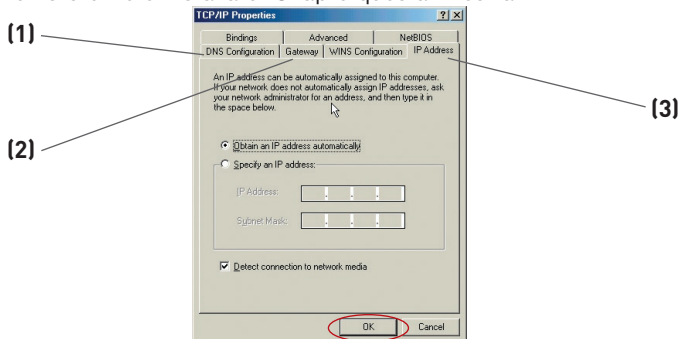 TCP/IP Properties
(1)
Bindings Advanced NetBIOS
DNS Configuration Gateway WINS Configuration IP Address
An IP address can be automatically assigned to this computer.
If your network does not automatically assign IP addresses, ask
your network administrator for an address, and then type it in
the space below.
(3)
(2)
Obtain an IP address automatically
Specify an IP address:
IP Address:
Subnet Mask:
Detect connection to network media
OK Cancel